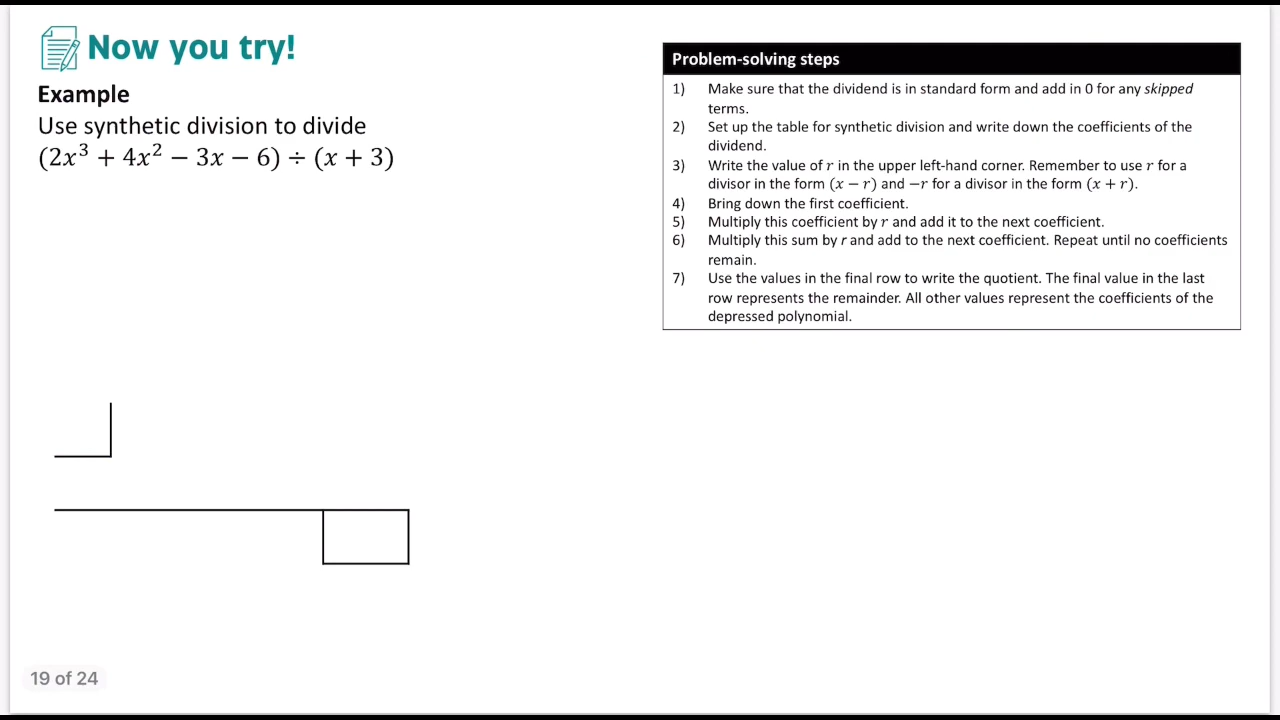 Now you try!
Example
Use synthetic division to divide
(2x³ + 4x² − 3x − 6) ÷ (x + 3)
Problem-solving steps
1) Make sure that the dividend is in standard form and add in 0 for any skipped
terms.
2) Set up the table for synthetic division and write down the coefficients of the
dividend.
3) Write the value of r in the upper left-hand corner. Remember to use r for a
divisor in the form (x − r) and −r for a divisor in the form (x + r).
4) Bring down the first coefficient.
5) Multiply this coefficient by r and add it to the next coefficient.
6) Multiply this sum by r and add to the next coefficient. Repeat until no coefficients
remain.
7) Use the values in the final row to write the quotient. The final value in the last
row represents the remainder. All other values represent the coefficients of the
depressed polynomial.
19 of 24